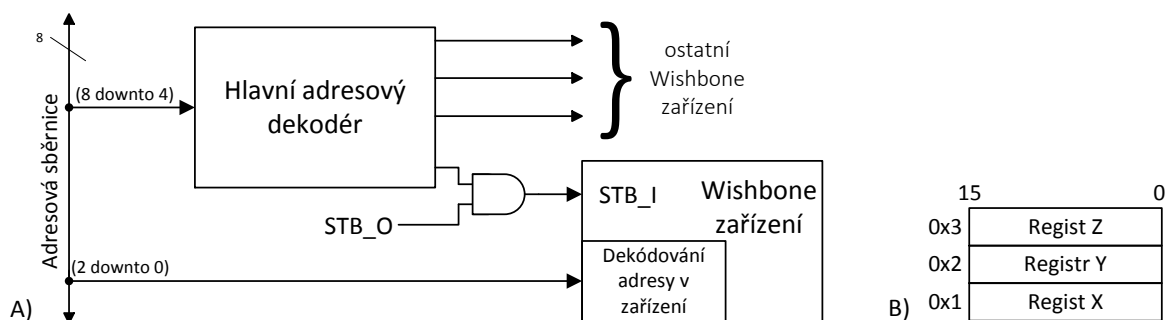 8
Adresová sběrnice
(8 downto 4)
Hlavní adresový
dekodér
ostatní
Wishbone
zařízení
STB_O
STB_I
Wishbone
zařízení
(2 downto 0)
Dekódování
adresy v
zařízení
A)
15 0
0x3 Regist Z
0x2 Registr Y
0x1 Regist X
B)